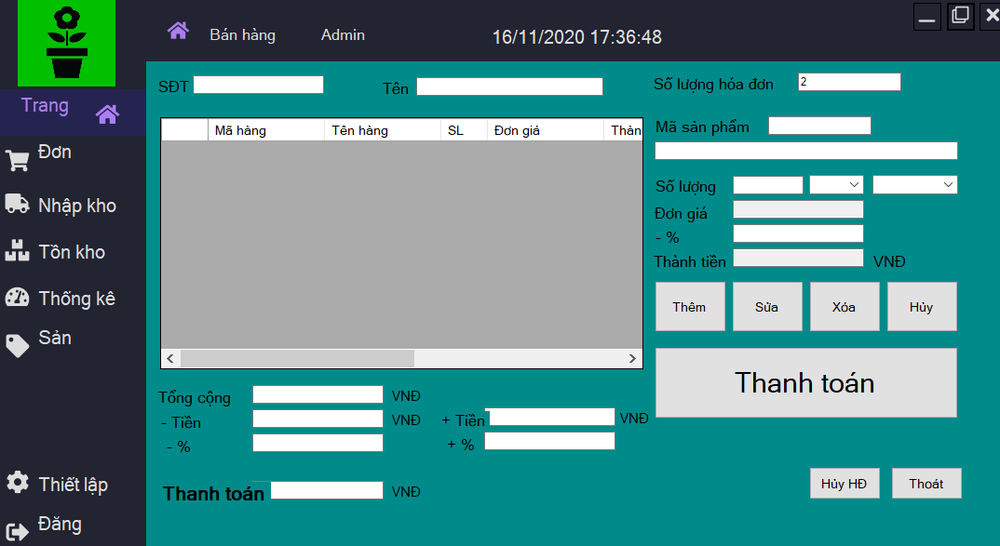 Bán hàng
Admin
16/11/2020 17:36:48
Trang
Đơn
Nhập kho
Tồn kho
Thống kê
Sản
Thiết lập
Đăng
SĐT
Tên
Số lượng hóa đơn
2
Mã hàng
Tên hàng
SL
Đơn giá
Thàn
Mã sản phẩm
Số lượng
Đơn giá
- %
Thành tiền
VNĐ
Thêm
Sửa
Xóa
Hủy
Thanh toán
Tổng cộng
VNĐ
- Tiền
VNĐ
+ Tiền
VNĐ
- %
+ %
Thanh toán
VNĐ
Hủy HĐ
Thoát